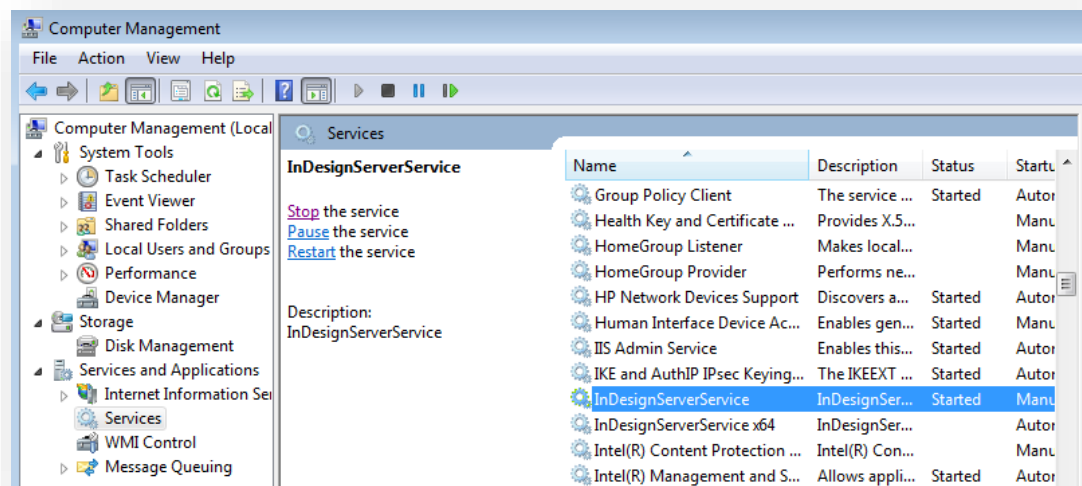 Computer Management
File Action View Help
Computer Management (Local
System Tools
Task Scheduler
Event Viewer
Shared Folders
Local Users and Groups
Performance
Device Manager
Storage
Disk Management
Services and Applications
Internet Information Ser
Services
WMI Control
Message Queuing
Services
InDesignServerService
Stop the service
Pause the service
Restart the service
Description:
InDesignServerService
Name Description Status Startu
Group Policy Client The service ... Started Autor
Health Key and Certificate ... Provides X.5... Manu
HomeGroup Listener Makes local... Manu
HomeGroup Provider Performs ne... Manu
HP Network Devices Support Discovers a... Started Autor
Human Interface Device Ac... Enables gen... Started Manu
IIS Admin Service Enables this... Started Autor
IKE and AuthIP IPsec Keying... The IKEEXT ... Started Autor
InDesignServerService InDesignSer... Started Manu
InDesignServerService x64 InDesignSer... Autor
Intel(R) Content Protection ... Intel(R) Con... Manu
Intel(R) Management and S... Allows appli... Started Autor